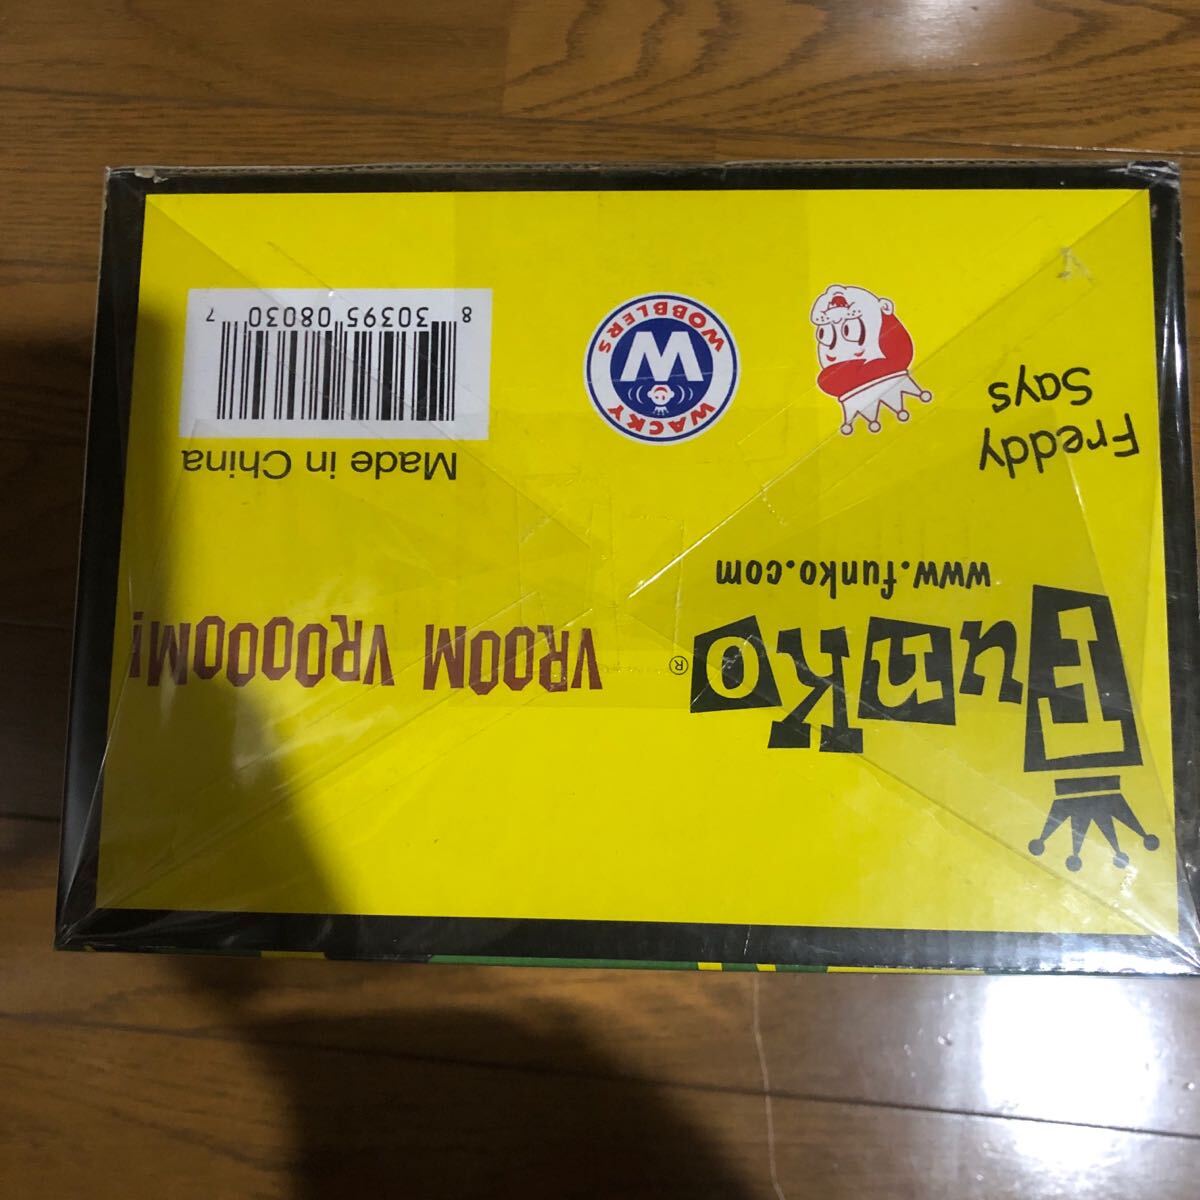 Funko®
www.funko.com
VROOM VROOOOM!
Freddy
Says
WACKY
W
WOBBLERS
Made in China
8 30395 08030 7